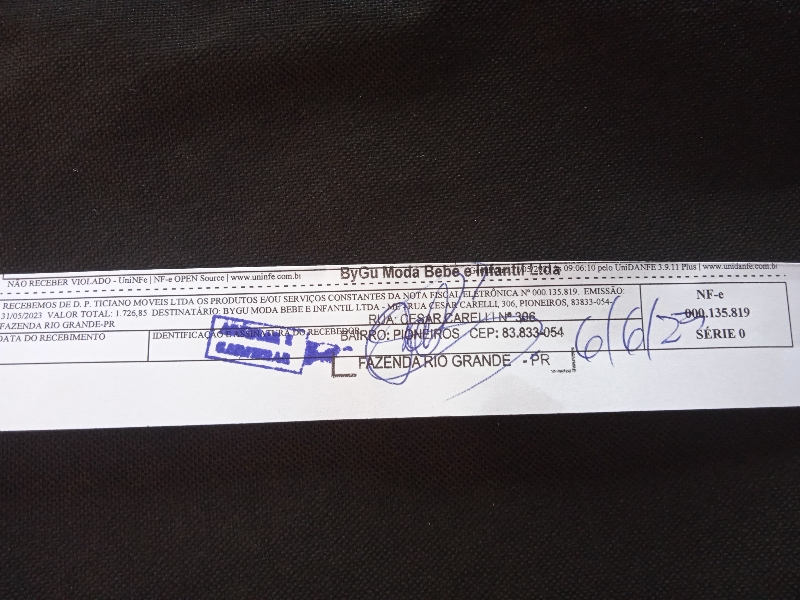 ByGu Moda Bebe e Infantil Ltda
NÃO RECEBER VIOLADO - UniNFe | NF-e OPEN Source | www.uninfe.com.br 09:06:10 pelo UniDANFE 3.9.11 Plus | www.unidanfe.com.br
RECEBEMOS DE D. P. TICIANO MOVEIS LTDA OS PRODUTOS E/OU SERVIÇOS CONSTANTES DA NOTA FISCAL ELETRÔNICA Nº 000.135.819. EMISSÃO:
31/05/2023 VALOR TOTAL: 1.726,85 DESTINATÁRIO: BYGU MODA BEBE E INFANTIL LTDA - ME RUA CESAR CARELLI, 306, PIONEIROS, 83833-054-
FAZENDA RIO GRANDE-PR
RUA: CESAR CARELLI Nº 306
DATA DO RECEBIMENTO
IDENTIFICAÇÃO E ASSINATURA DO RECEBEDOR
BAIRRO: PIONEIROS CEP: 83.833-054
FAZENDA RIO GRANDE - PR
6/6/23
NF-e
000.135.819
SÉRIE 0